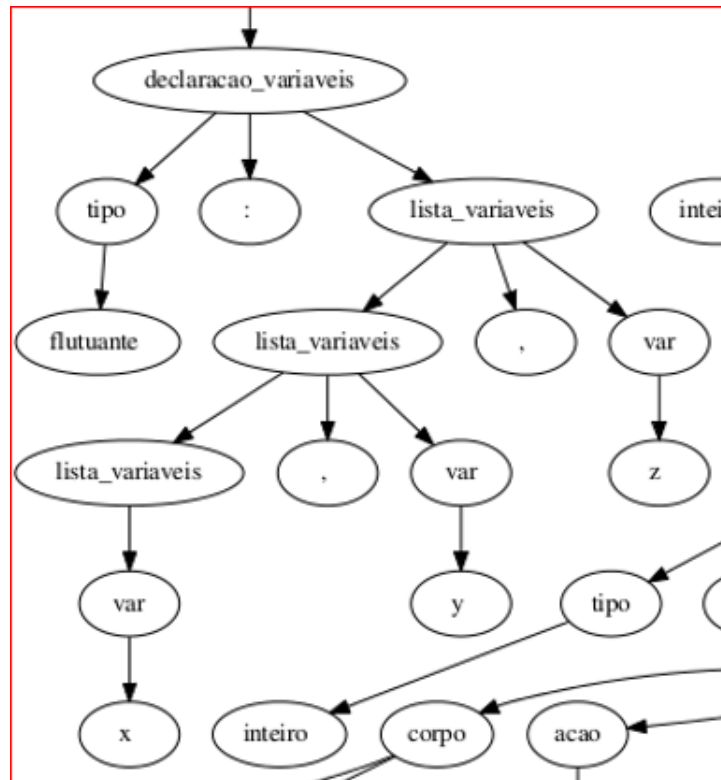 declaracao_variaveis
tipo
:
lista_variaveis
flutuante
lista_variaveis
,
var
lista_variaveis
,
var
z
var
y
tipo
x
inteiro
corpo
acao